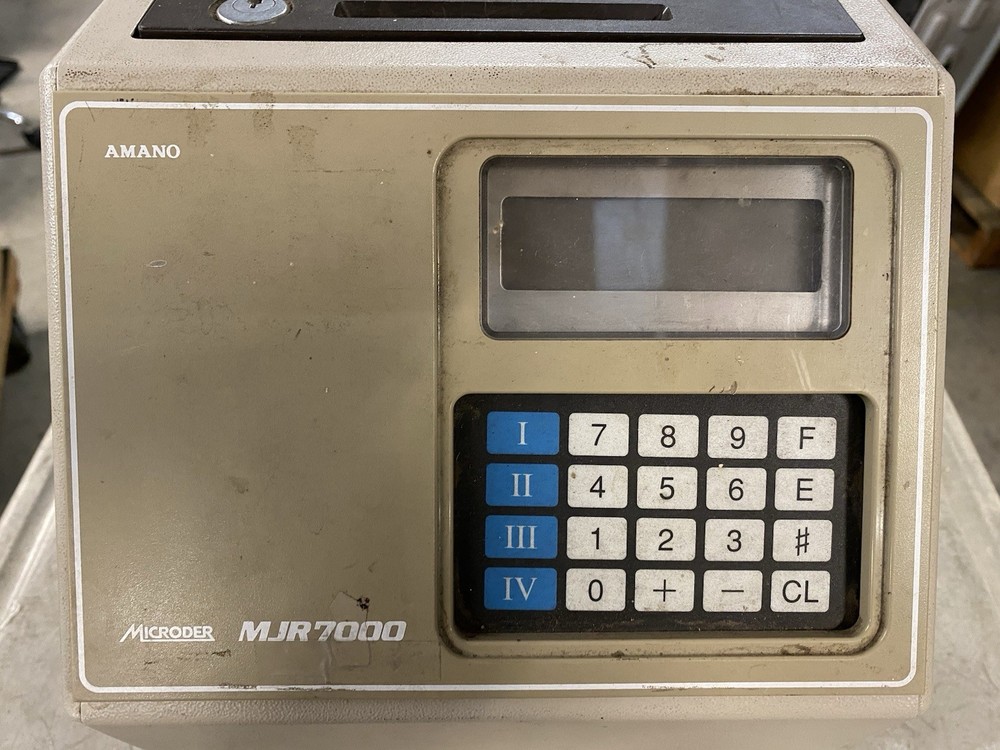 AMANO
I 7 8 9 F
II 4 5 6 E
III 1 2 3 #
IV 0 + − CL
MICRODER MJR7000